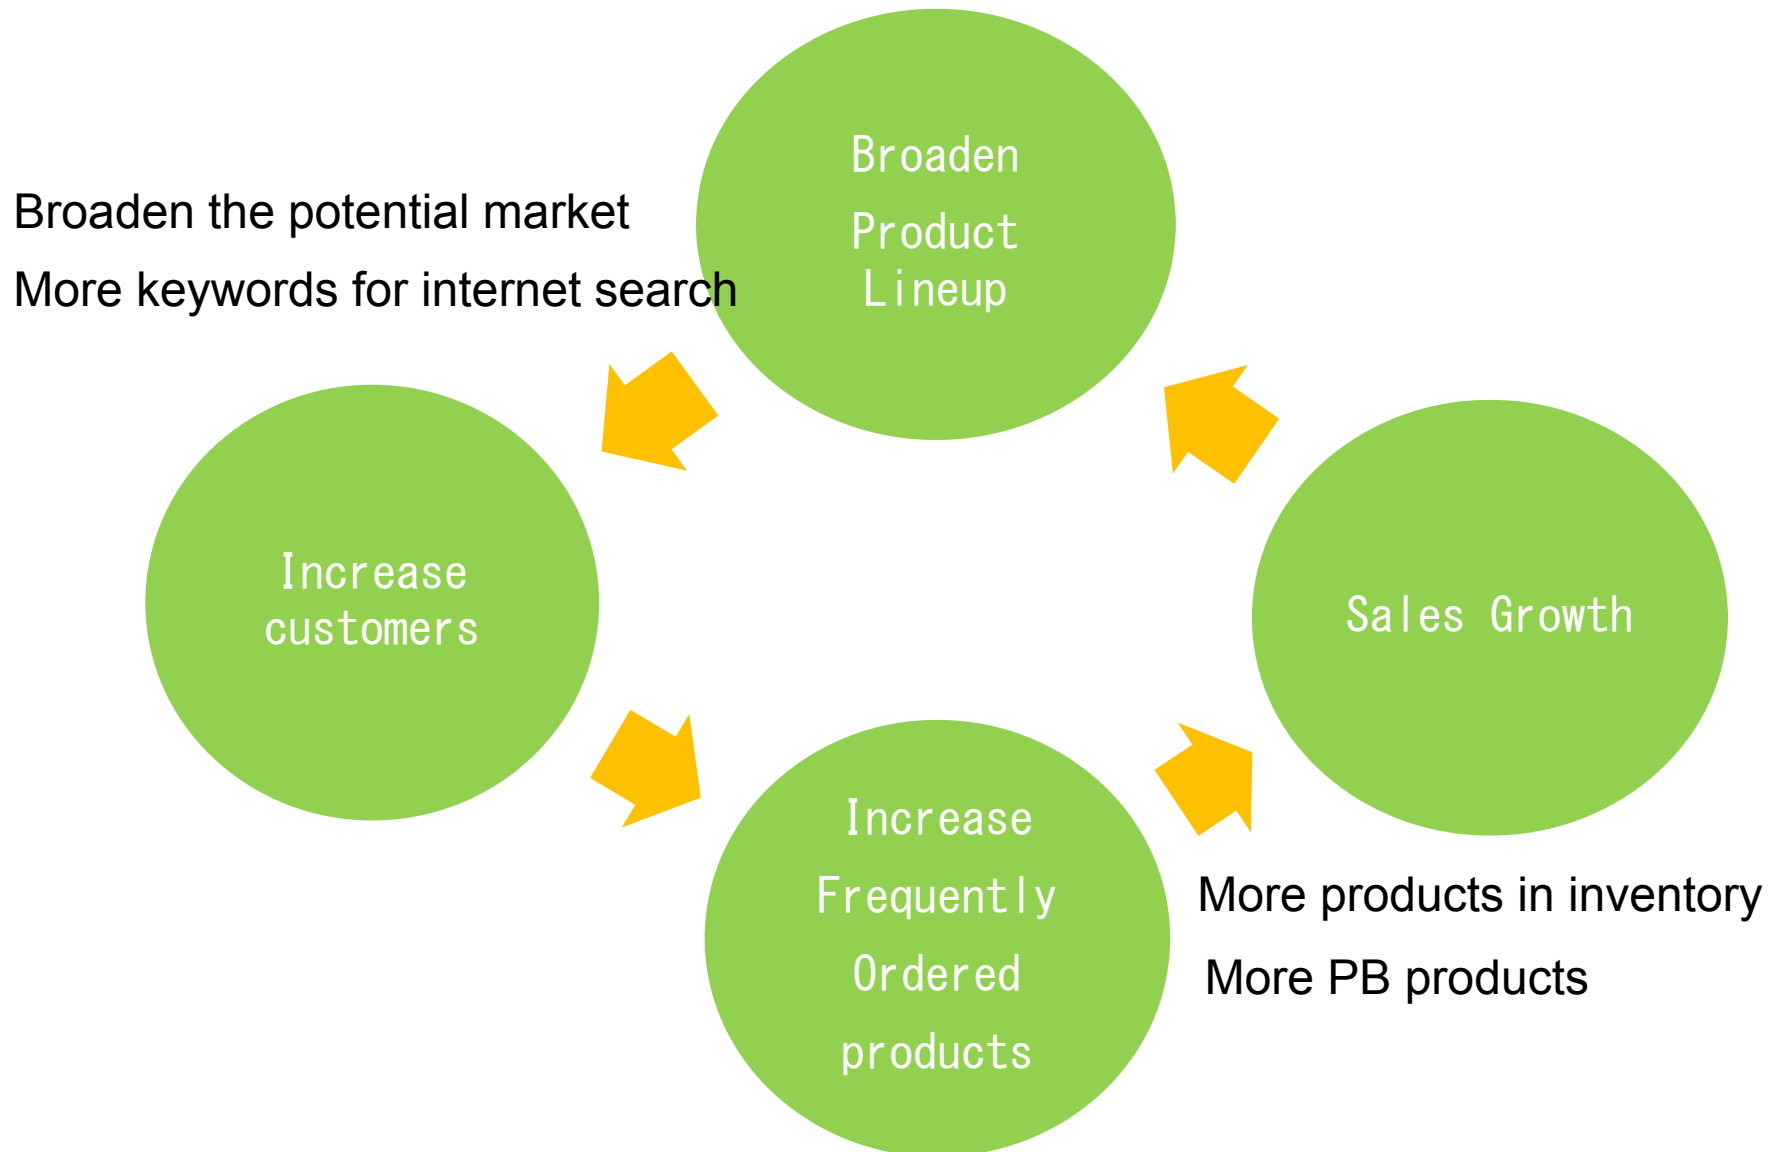 Broaden
Product
Lineup
Broaden the potential market
More keywords for internet search
Increase
customers
Sales Growth
Increase
Frequently
Ordered
products
More products in inventory
More PB products